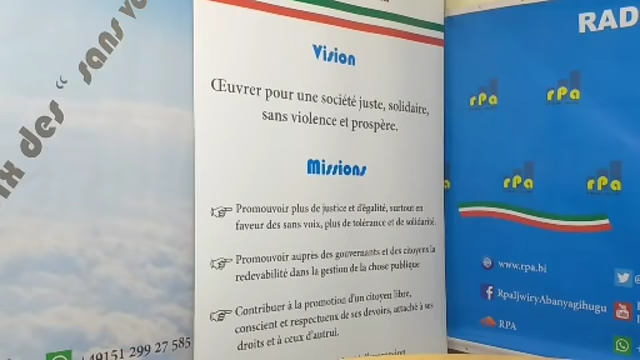 des “ sans
+49151 299 27 585
Vision
Œuvrer pour une société juste, solidaire,
sans violence et prospère.
Missions
Promouvoir plus de justice et d'égalité, surtout en
faveur des sans voix, plus de tolérance et de solidarité.
Promouvoir auprès des gouvernants et des citoyens la
redevabilité dans la gestion de la chose publique
Contribuer à la promotion d'un citoyen libre,
conscient et respectueux de ses devoirs, attaché à ses
droits et à ceux d'autrui.
RAD
rPa
rPa
rPa
rPa
www.rpa.bi
RpaIjwiryAbanyagihugu
RPA